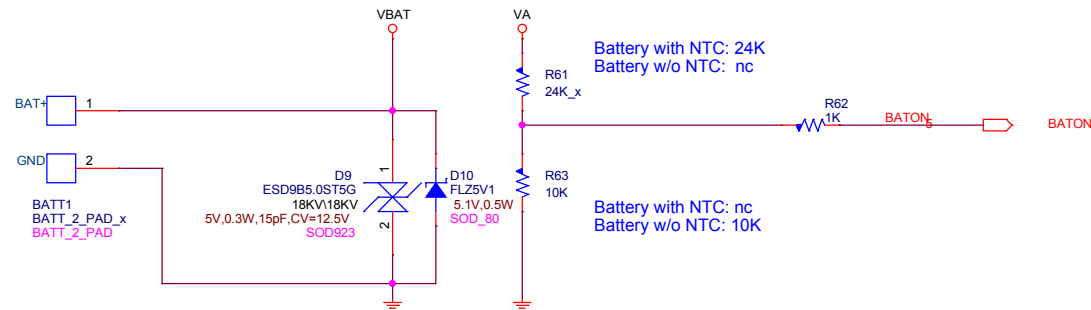 VBAT
VA
Battery with NTC: 24K
Battery w/o NTC:  nc
R61
24K_x
BAT+
1
R62
1K
BATON
5
BATON
GND
2
D9
ESD9B5.0ST5G
18KV\18KV
5V,0.3W,15pF,CV=12.5V
SOD923
1
2
D10
FLZ5V1
5.1V,0.5W
SOD_80
R63
10K
BATT1
BATT_2_PAD_x
BATT_2_PAD
Battery with NTC: nc
Battery w/o NTC: 10K